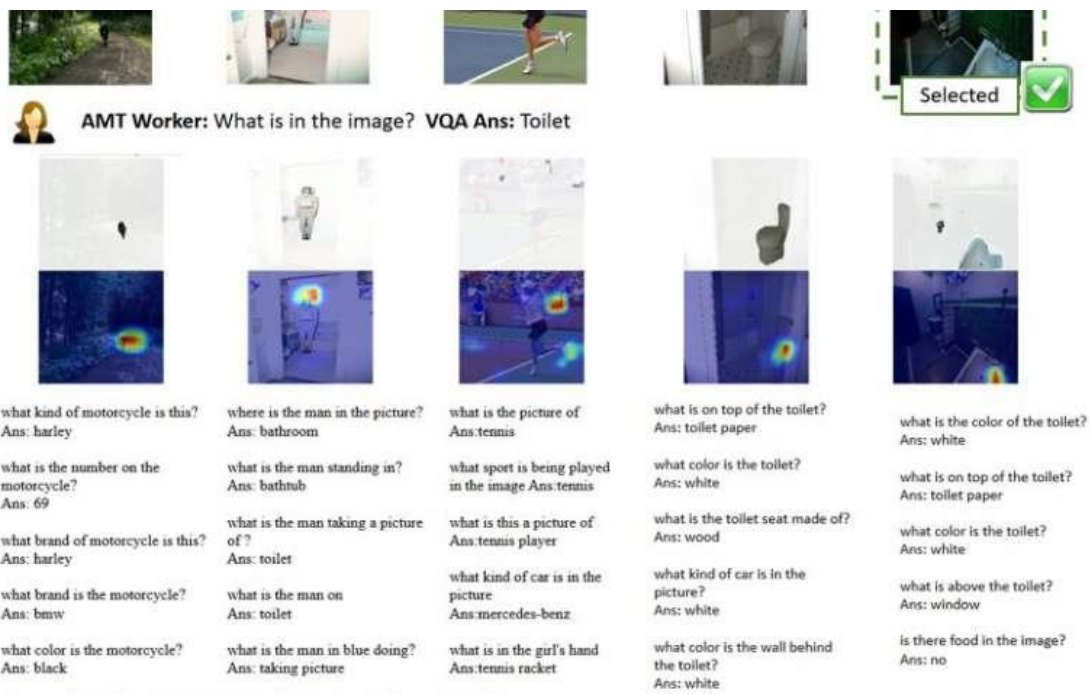 Selected
AMT Worker: What is in the image? VQA Ans: Toilet
what kind of motorcycle is this?
Ans: harley
what is the number on the
motorcycle?
Ans: 69
what brand of motorcycle is this?
Ans: harley
what brand is the motorcycle?
Ans: bmw
what color is the motorcycle?
Ans: black
where is the man in the picture?
Ans: bathroom
what is the man standing in?
Ans: bathtub
what is the man taking a picture
of ?
Ans: toilet
what is the man on
Ans: toilet
what is the man in blue doing?
Ans: taking picture
what is the picture of
Ans:tennis
what sport is being played
in the image Ans:tennis
what is this a picture of
Ans:tennis player
what kind of car is in the
picture
Ans:mercedes-benz
what is in the girl's hand
Ans:tennis racket
what is on top of the toilet?
Ans: toilet paper
what color is the toilet?
Ans: white
what is the toilet seat made of?
Ans: wood
what kind of car is in the
picture?
Ans: white
what color is the wall behind
the toilet?
Ans: white
what is the color of the toilet?
Ans: white
what is on top of the toilet?
Ans: toilet paper
what color is the toilet?
Ans: white
what is above the toilet?
Ans: window
is there food in the image?
Ans: no